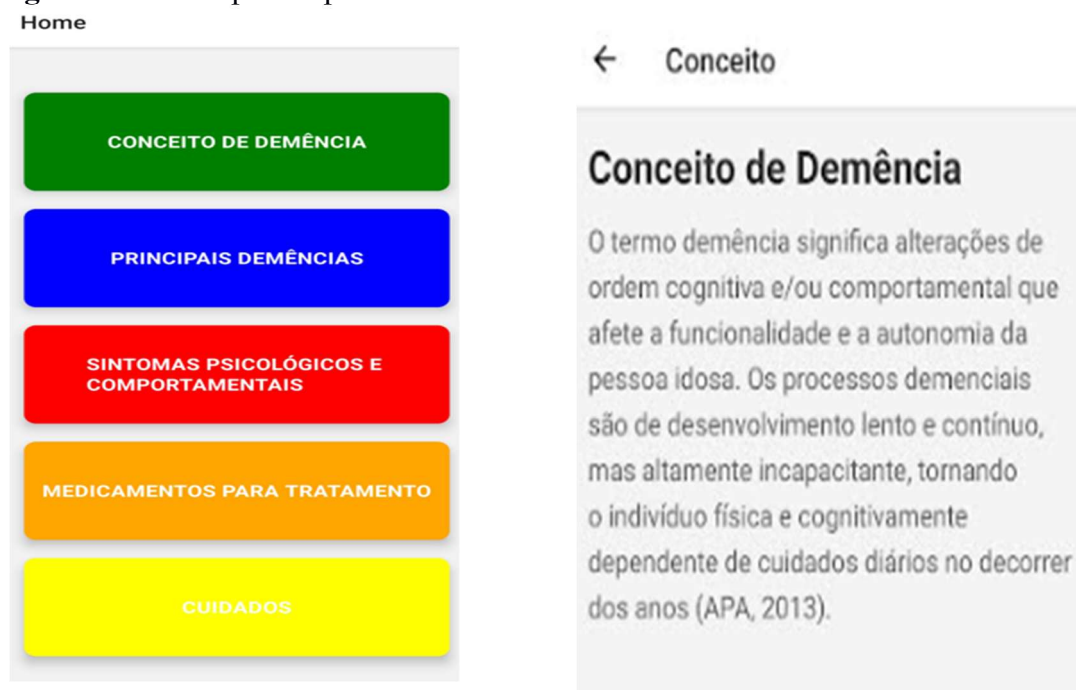 Home
CONCEITO DE DEMÊNCIA
PRINCIPAIS DEMÊNCIAS
SINTOMAS PSICOLÓGICOS E
COMPORTAMENTAIS
MEDICAMENTOS PARA TRATAMENTO
CUIDADOS
← Conceito
Conceito de Demência
O termo demência significa alterações de
ordem cognitiva e/ou comportamental que
afete a funcionalidade e a autonomia da
pessoa idosa. Os processos demenciais
são de desenvolvimento lento e contínuo,
mas altamente incapacitante, tornando
o indivíduo física e cognitivamente
dependente de cuidados diários no decorrer
dos anos (APA, 2013).